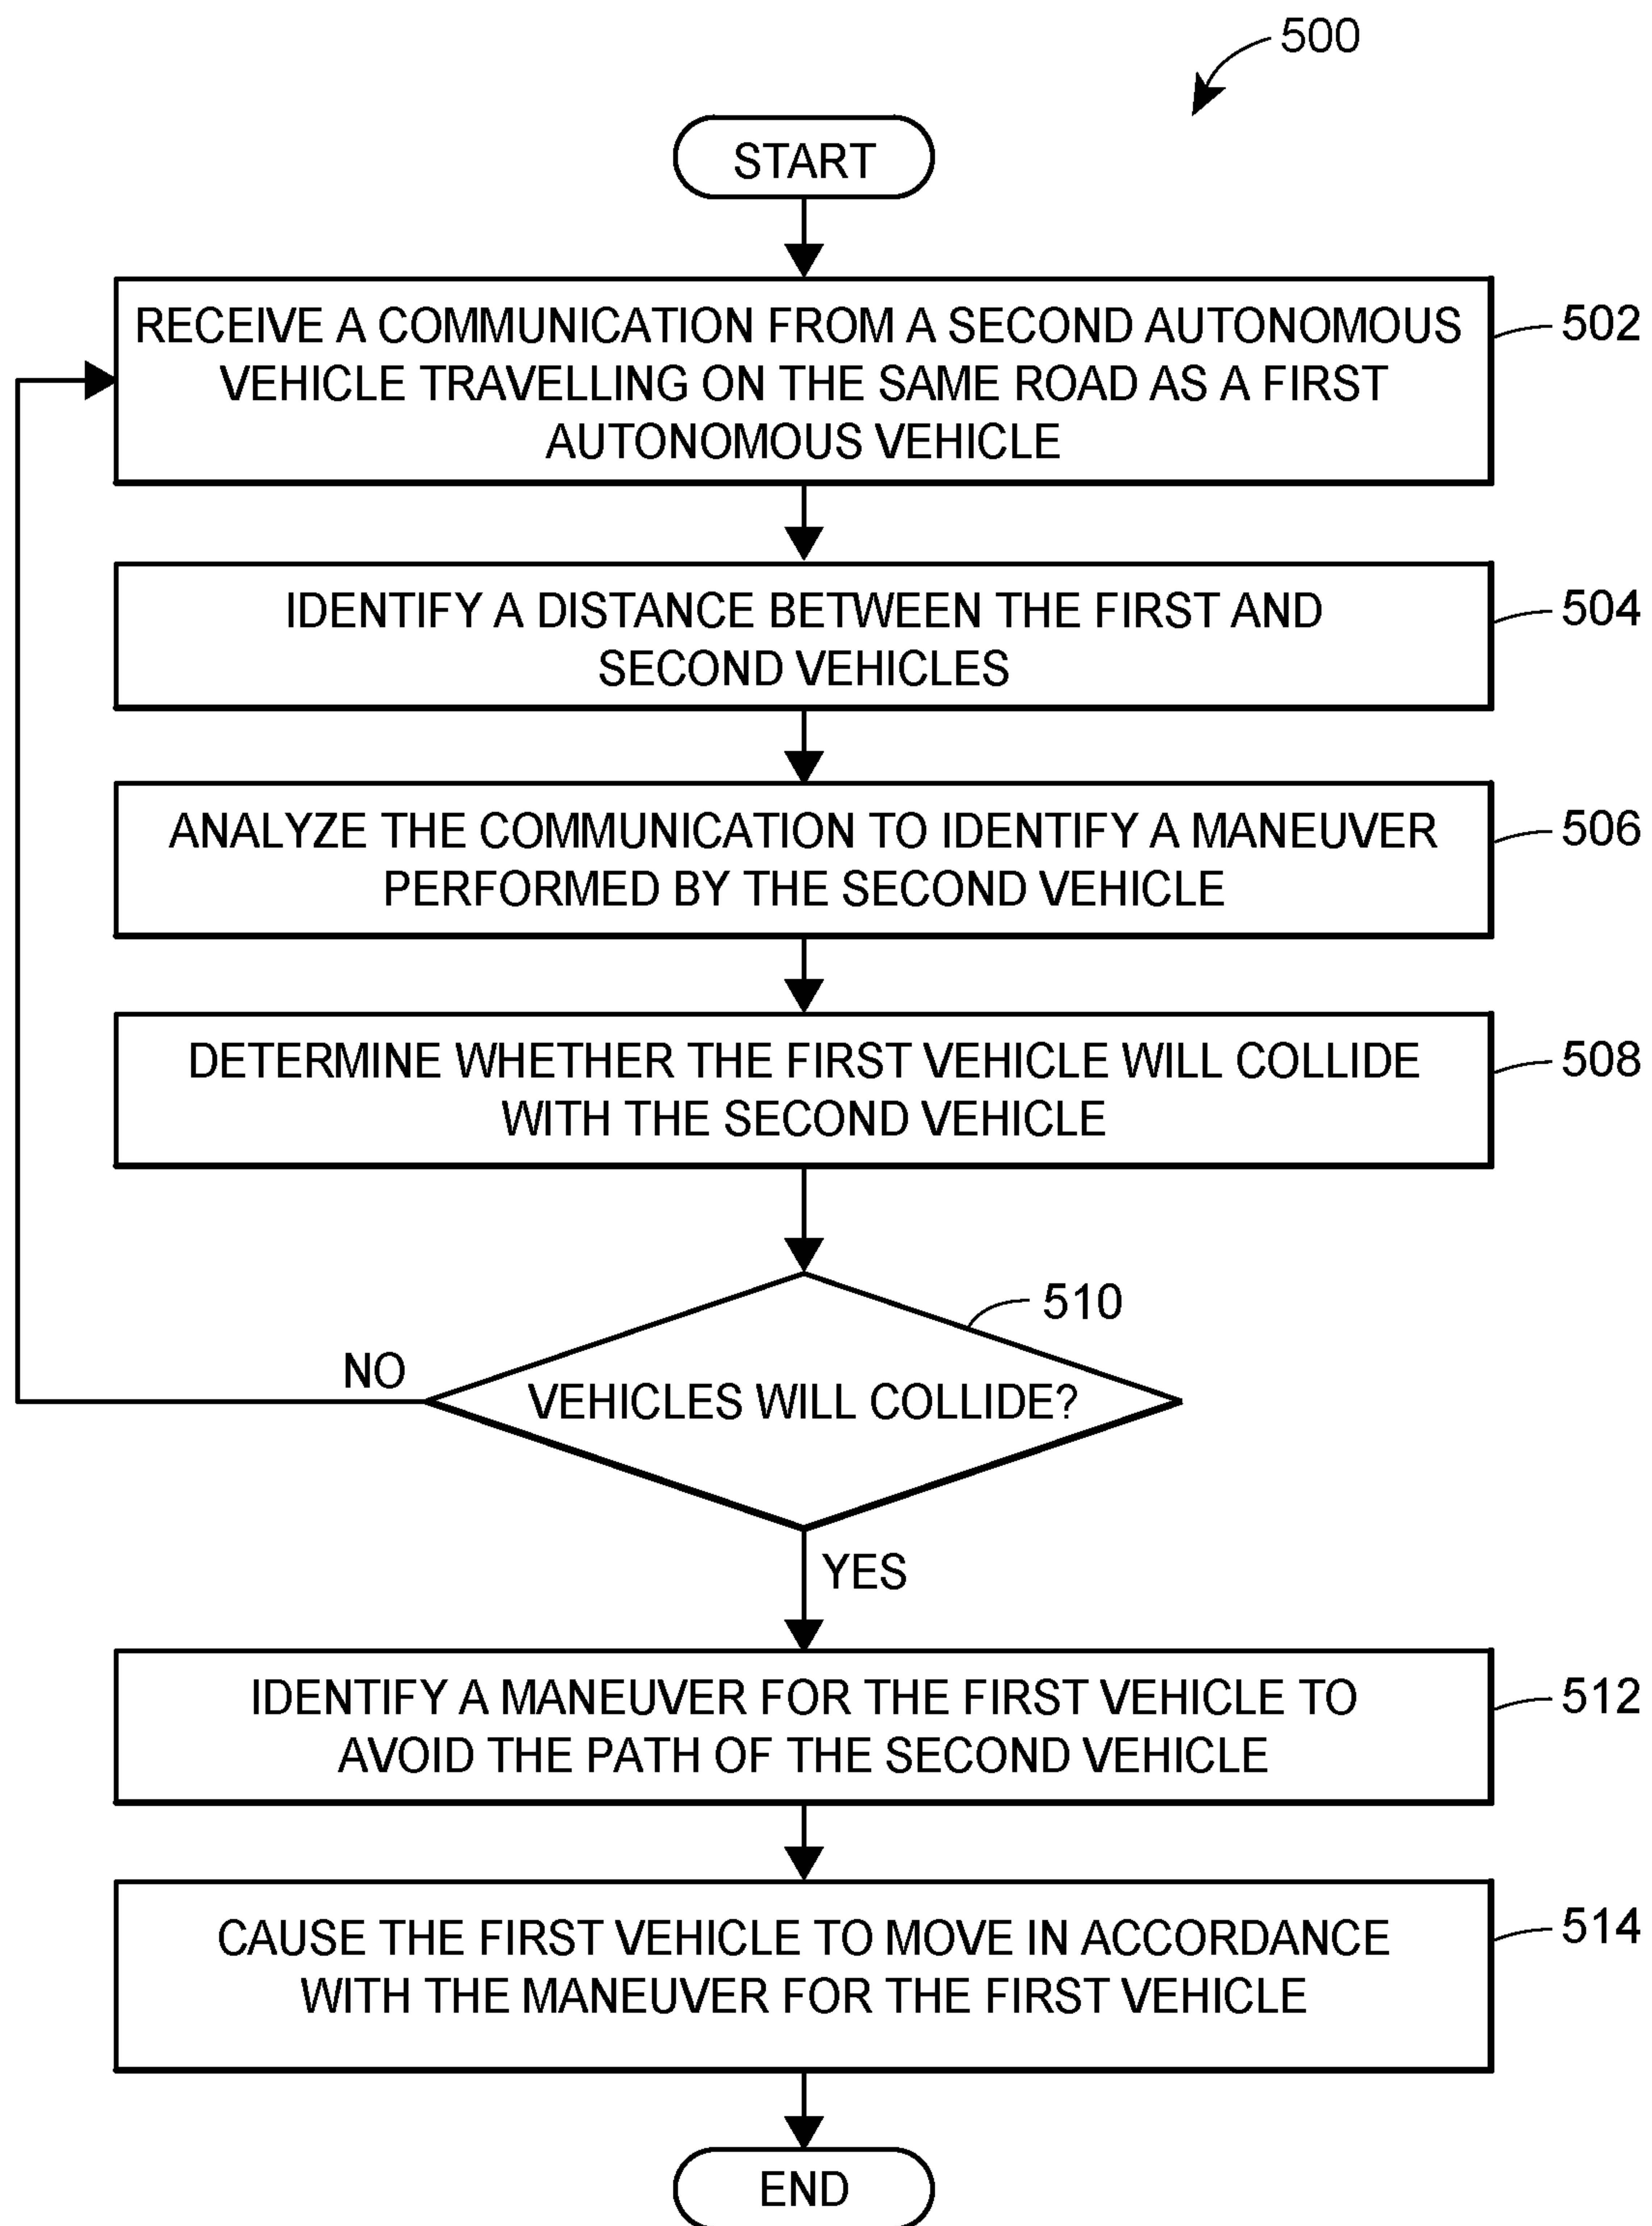 500
START
RECEIVE A COMMUNICATION FROM A SECOND AUTONOMOUS
VEHICLE TRAVELLING ON THE SAME ROAD AS A FIRST
AUTONOMOUS VEHICLE
502
IDENTIFY A DISTANCE BETWEEN THE FIRST AND
SECOND VEHICLES
504
ANALYZE THE COMMUNICATION TO IDENTIFY A MANEUVER
PERFORMED BY THE SECOND VEHICLE
506
DETERMINE WHETHER THE FIRST VEHICLE WILL COLLIDE
WITH THE SECOND VEHICLE
508
510
NO
VEHICLES WILL COLLIDE?
YES
IDENTIFY A MANEUVER FOR THE FIRST VEHICLE TO
AVOID THE PATH OF THE SECOND VEHICLE
512
CAUSE THE FIRST VEHICLE TO MOVE IN ACCORDANCE
WITH THE MANEUVER FOR THE FIRST VEHICLE
514
END